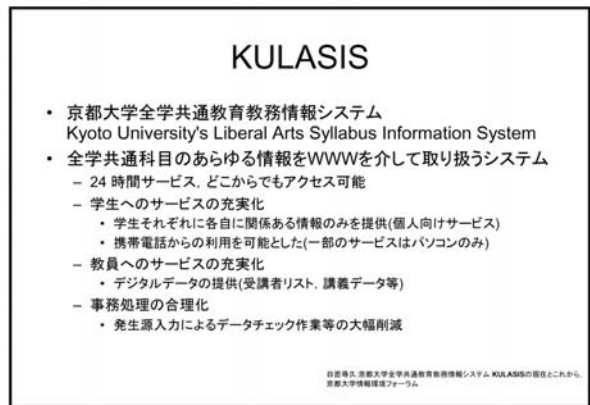 KULASIS
• 京都大学全学共通教育教務情報システム
Kyoto University's Liberal Arts Syllabus Information System
• 全学共通科目のあらゆる情報をWWWを介して取り扱うシステム
– 24 時間サービス, どこからでもアクセス可能
– 学生へのサービスの充実化
• 学生それぞれに各自に関係ある情報のみを提供(個人向けサービス)
• 携帯電話からの利用を可能とした(一部のサービスはパソコンのみ)
– 教員へのサービスの充実化
• デジタルデータの提供(受講者リスト, 講義データ等)
– 事務処理の合理化
• 発生源入力によるデータチェック作業等の大幅削減
京都大学全学共通教育教務情報システム KULASISの現在とこれから,
京都大学情報環境フォーラム